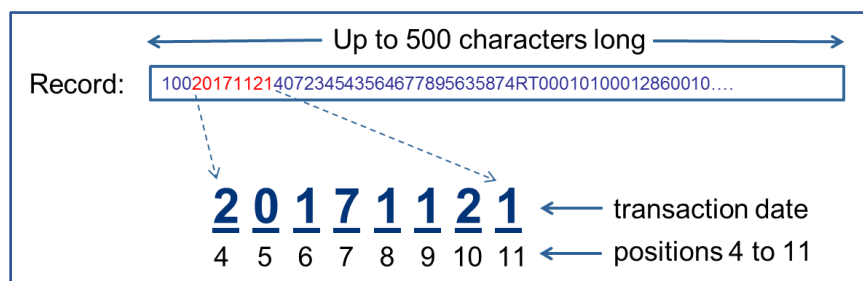 Up to 500 characters long
Record: 10020171121407234543564677895635874RT00010100012860010....
2 0 1 7 1 1 2 1 transaction date
4 5 6 7 8 9 10 11 positions 4 to 11